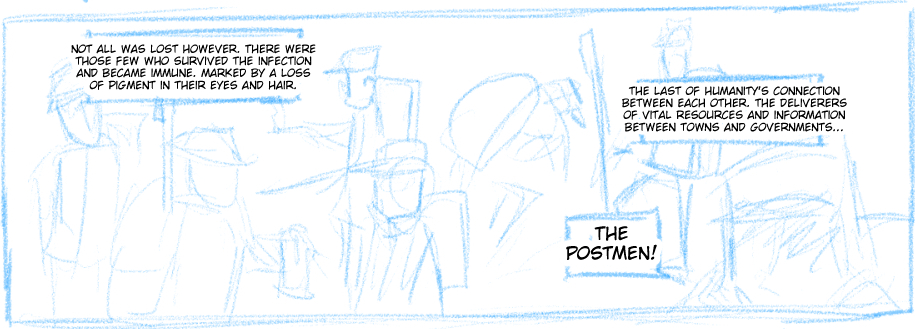 NOT ALL WAS LOST HOWEVER. THERE WERE
THOSE FEW WHO SURVIVED THE INFECTION
AND BECAME IMMUNE. MARKED BY A LOSS
OF PIGMENT IN THEIR EYES AND HAIR.
THE LAST OF HUMANITY'S CONNECTION
BETWEEN EACH OTHER. THE DELIVERERS
OF VITAL RESOURCES AND INFORMATION
BETWEEN TOWNS AND GOVERNMENTS...
THE
POSTMEN!